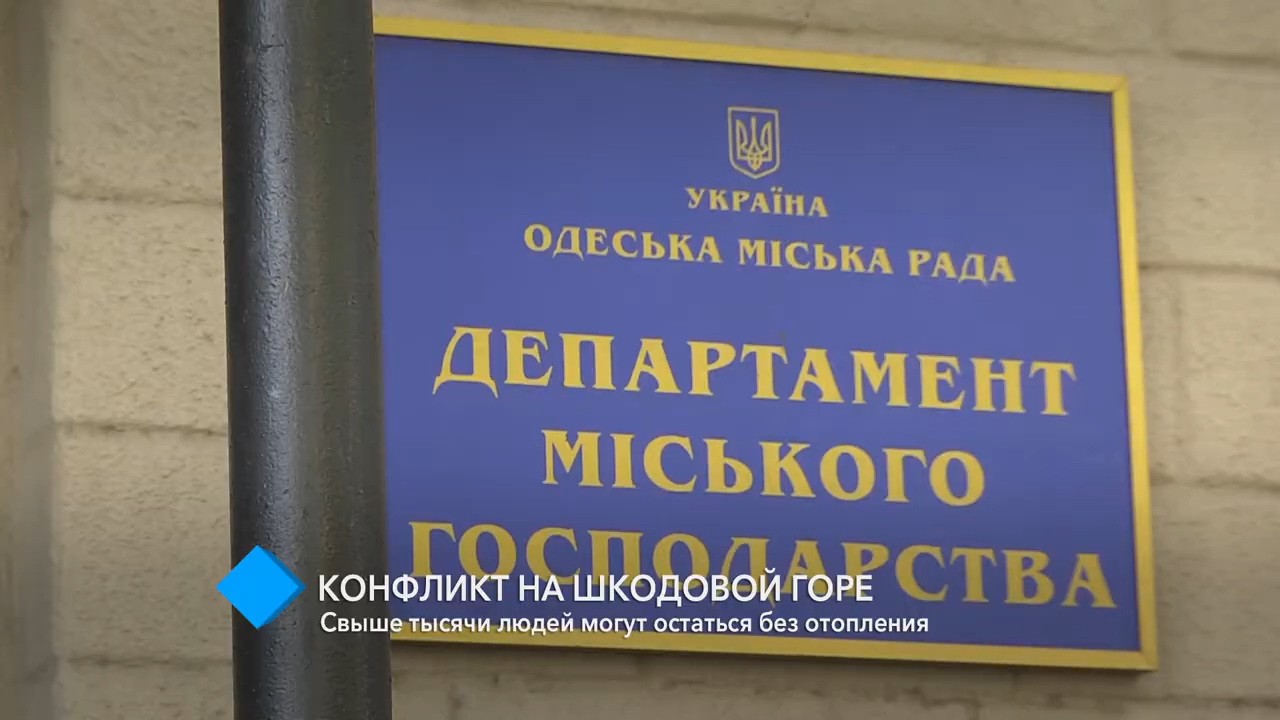 УКРАЇНА
ОДЕСЬКА МІСЬКА РАДА
ДЕПАРТАМЕНТ
МІСЬКОГО
ГОСПОДАРСТВА
КОНФЛИКТ НА ШКОДОВОЙ ГОРЕ
Свыше тысячи людей могут остаться без отопления